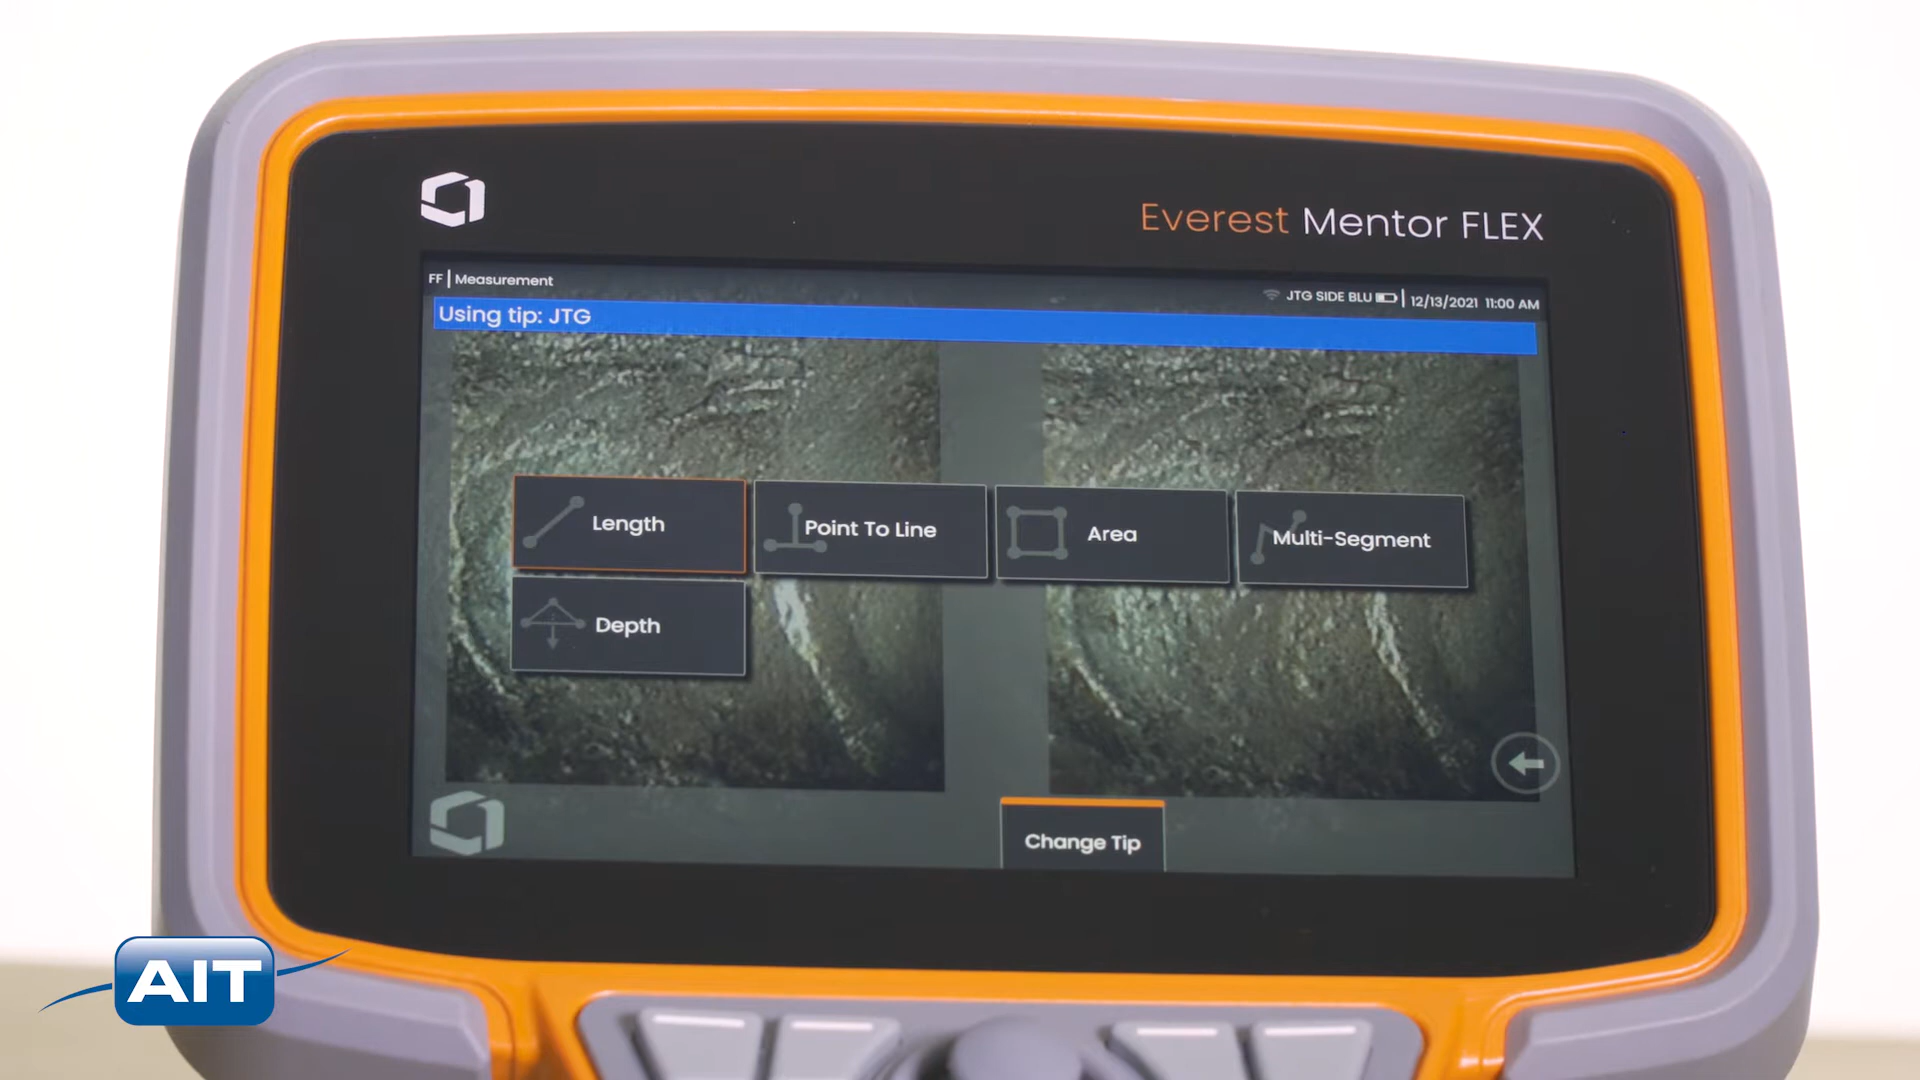 Everest Mentor FLEX
FF | Measurement
JTG SIDE BLU | 12/13/2021 11:00 AM
Using tip: JTG
Length
Point To Line
Area
Multi-Segment
Depth
Change Tip
AIT